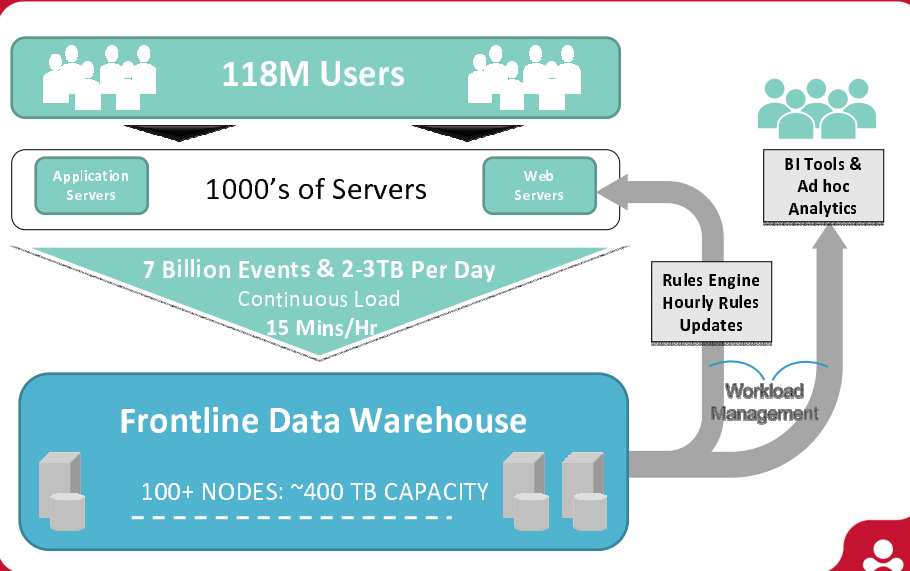 118M Users
Application
Servers
1000’s of Servers
Web
Servers
BI Tools &
Ad hoc
Analytics
7 Billion Events & 2-3TB Per Day
Continuous Load
15 Mins/Hr
Rules Engine
Hourly Rules
Updates
Workload
Management
Frontline Data Warehouse
100+ NODES: ~400 TB CAPACITY